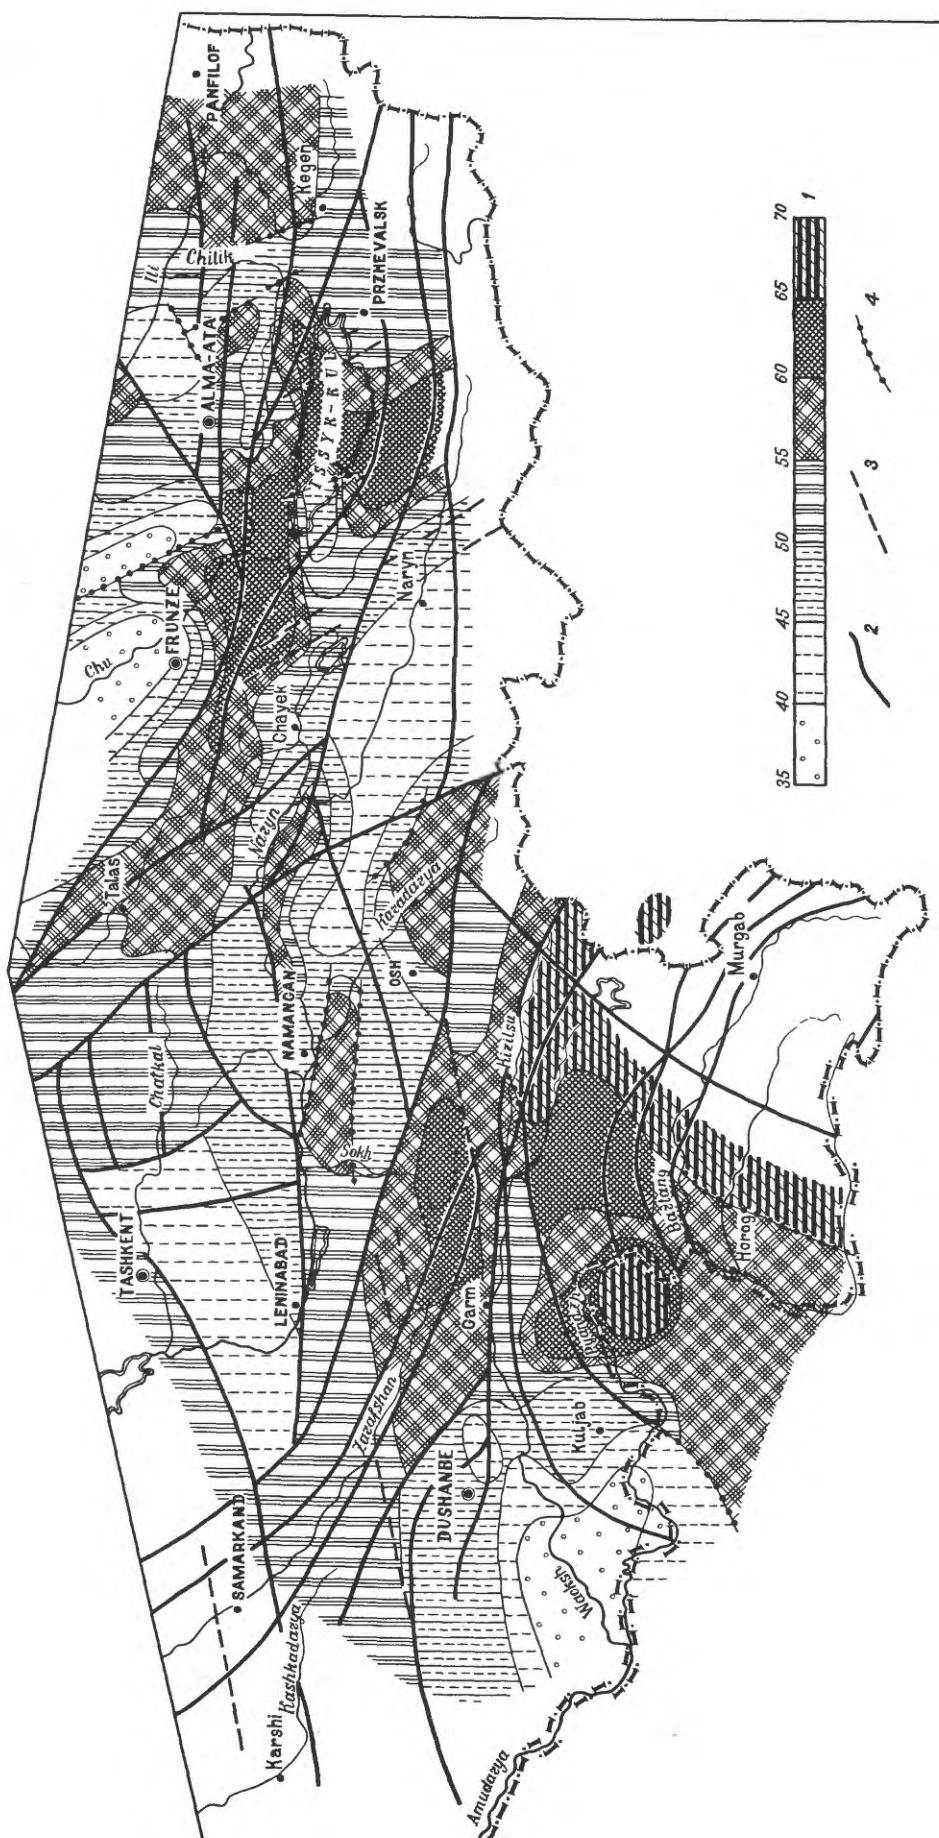 TASHKENT
SAMARKAND
Karshi
Kashkadarya
Zarafshan
LENINABAD
Chatkal
NAMANGAN
Sokh
Talas
Naryn
Chu
FRUNZE
Chayek
Naryn
ALMA-ATA
Ili
Chilik
PANFILOF
Kegen
ISSYK-KUL
PRZHEVALSK
Karadarya
OSH
Kizilsu
Garm
DUSHANBE
Kuljab
Amudarya
Bartang
Horog
Murgab
35 40 45 50 55 60 65 70
1
2 3 4